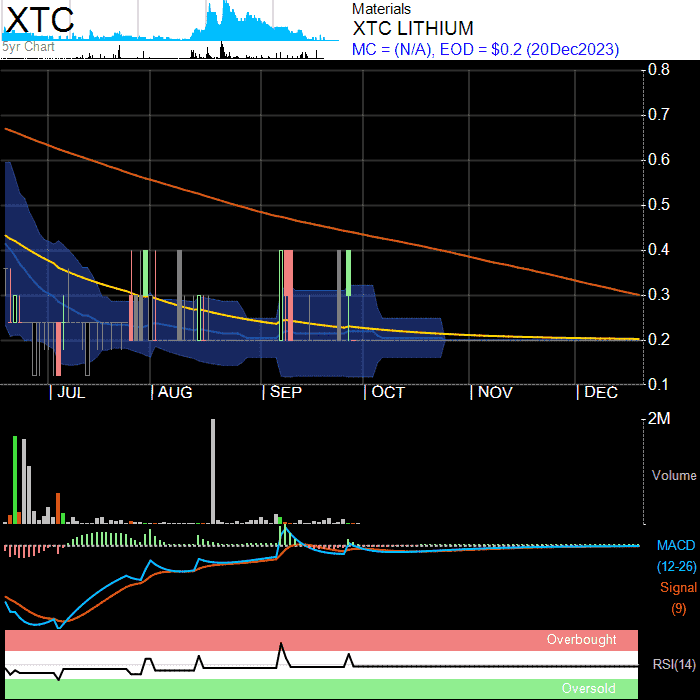 XTC
5yr Chart
Materials
XTC LITHIUM
MC = (N/A), EOD = $0.2 (20Dec2023)
0.8
0.7
0.6
0.5
0.4
0.3
0.2
0.1
| JUL | AUG | SEP | OCT | NOV | DEC
2M
Volume
MACD
(12-26)
Signal
(9)
Overbought
RSI(14)
Oversold